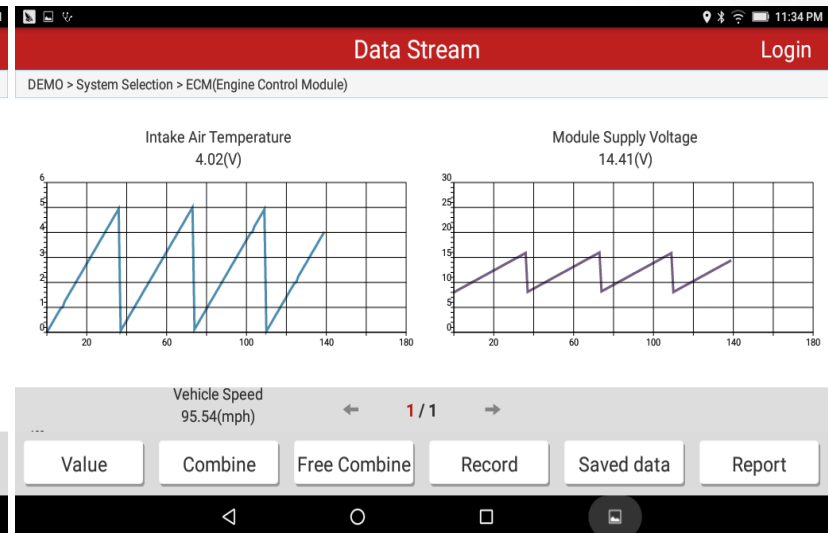 11:34 PM
Data Stream
Login
DEMO > System Selection > ECM(Engine Control Module)
Intake Air Temperature
4.02(V)
6
5
4
3
2
1
0
20 60 100 140 180
Module Supply Voltage
14.41(V)
30
25
20
15
10
5
0
20 60 100 140 180
Vehicle Speed
95.54(mph)
1 / 1
Value Combine Free Combine Record Saved data Report